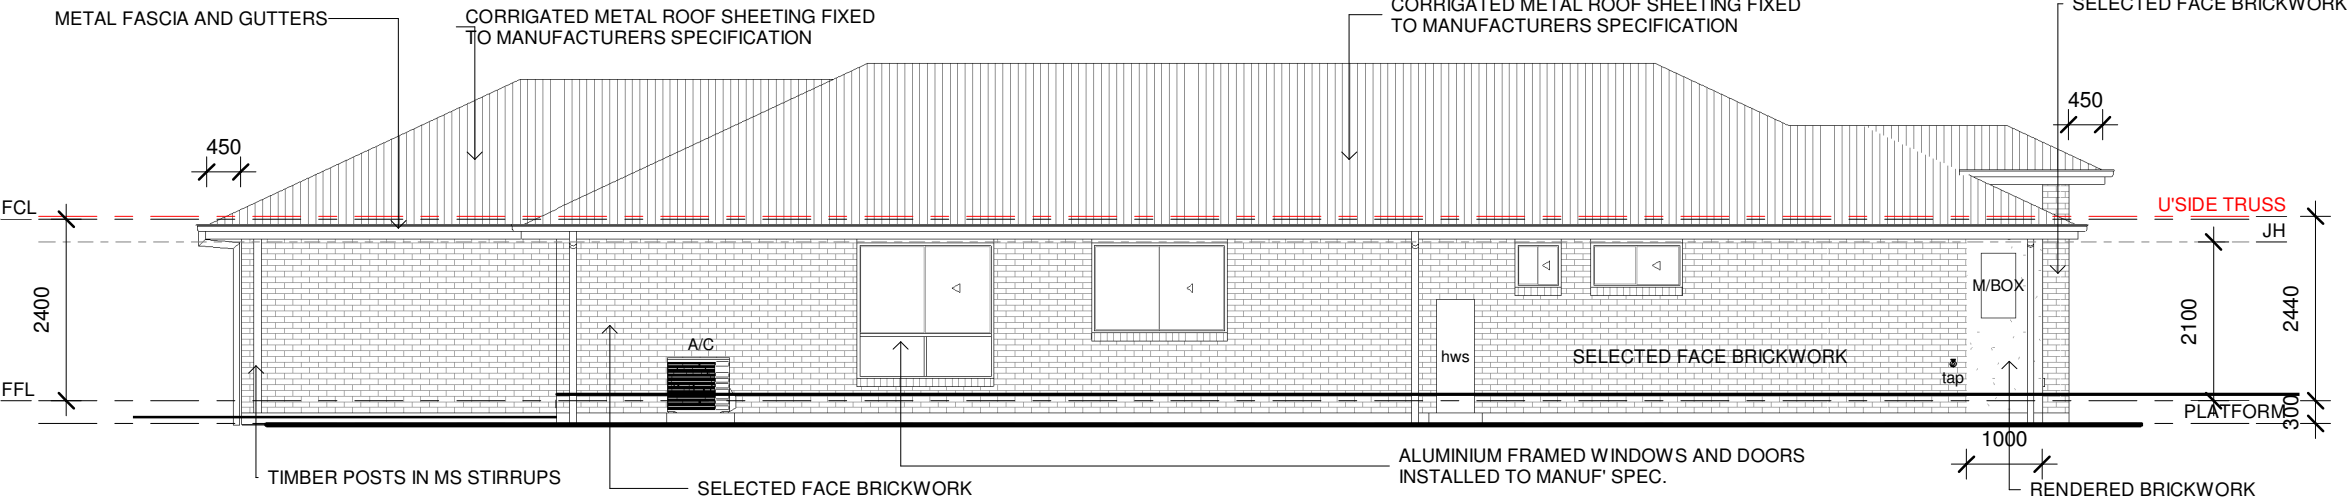 METAL FASCIA AND GUTTERS
CORRIGATED METAL ROOF SHEETING FIXED
TO MANUFACTURERS SPECIFICATION
CORRIGATED METAL ROOF SHEETING FIXED
TO MANUFACTURERS SPECIFICATION
SELECTED FACE BRICKWORK
450
450
FCL
U'SIDE TRUSS
JH
2400
M/BOX
2100
2440
A/C
hws
SELECTED FACE BRICKWORK
tap
FFL
PLATFORM
300
1000
TIMBER POSTS IN MS STIRRUPS
SELECTED FACE BRICKWORK
ALUMINIUM FRAMED WINDOWS AND DOORS
INSTALLED TO MANUF' SPEC.
RENDERED BRICKWORK